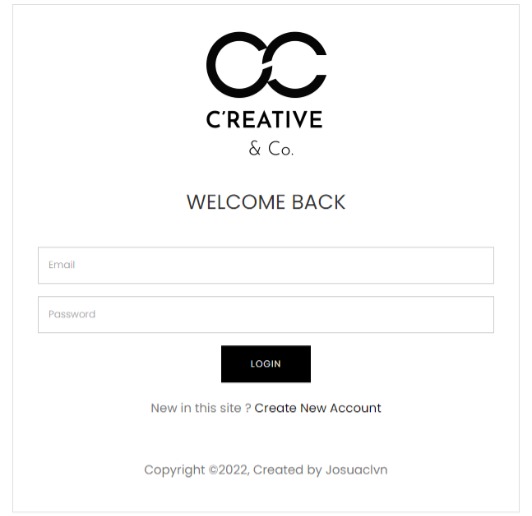 C'REATIVE
& Co.
WELCOME BACK
Email
Password
LOGIN
New in this site ? Create New Account
Copyright ©2022, Created by Josuaclvn